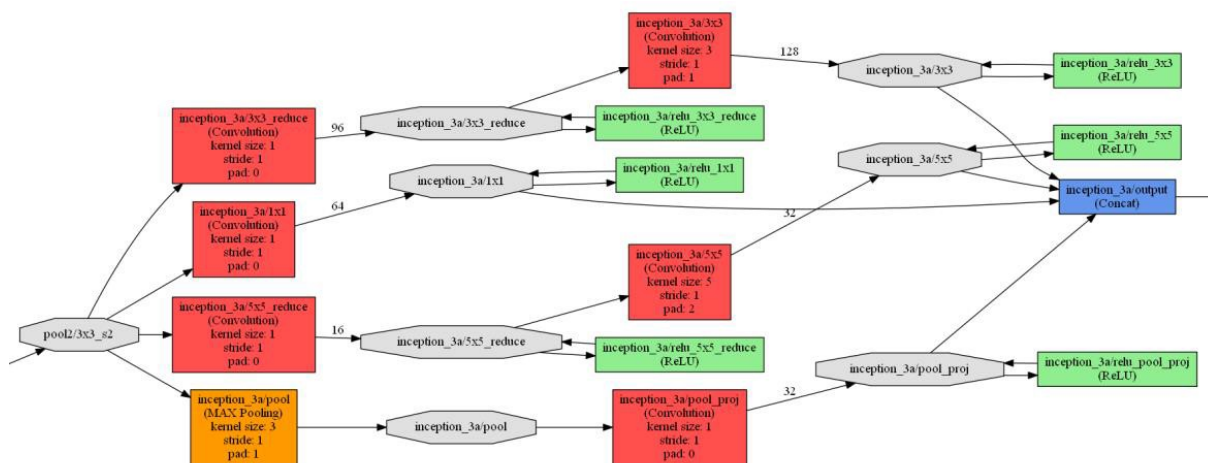 inception_3a/3x3
(Convolution)
kernel size: 3
stride: 1
pad: 1
128
inception_3a/3x3
inception_3a/relu_3x3
(ReLU)
inception_3a/3x3_reduce
(Convolution)
kernel size: 1
stride: 1
pad: 0
96
inception_3a/3x3_reduce
inception_3a/relu_3x3_reduce
(ReLU)
inception_3a/5x5
inception_3a/relu_5x5
(ReLU)
inception_3a/1x1
(Convolution)
kernel size: 1
stride: 1
pad: 0
64
inception_3a/1x1
inception_3a/relu_1x1
(ReLU)
inception_3a/output
(Concat)
32
inception_3a/5x5
(Convolution)
kernel size: 5
stride: 1
pad: 2
pool2/3x3_s2
inception_3a/5x5_reduce
(Convolution)
kernel size: 1
stride: 1
pad: 0
16
inception_3a/5x5_reduce
inception_3a/relu_5x5_reduce
(ReLU)
inception_3a/pool_proj
inception_3a/relu_pool_proj
(ReLU)
inception_3a/pool
(MAX Pooling)
kernel size: 3
stride: 1
pad: 1
inception_3a/pool
inception_3a/pool_proj
(Convolution)
kernel size: 1
stride: 1
pad: 0
32